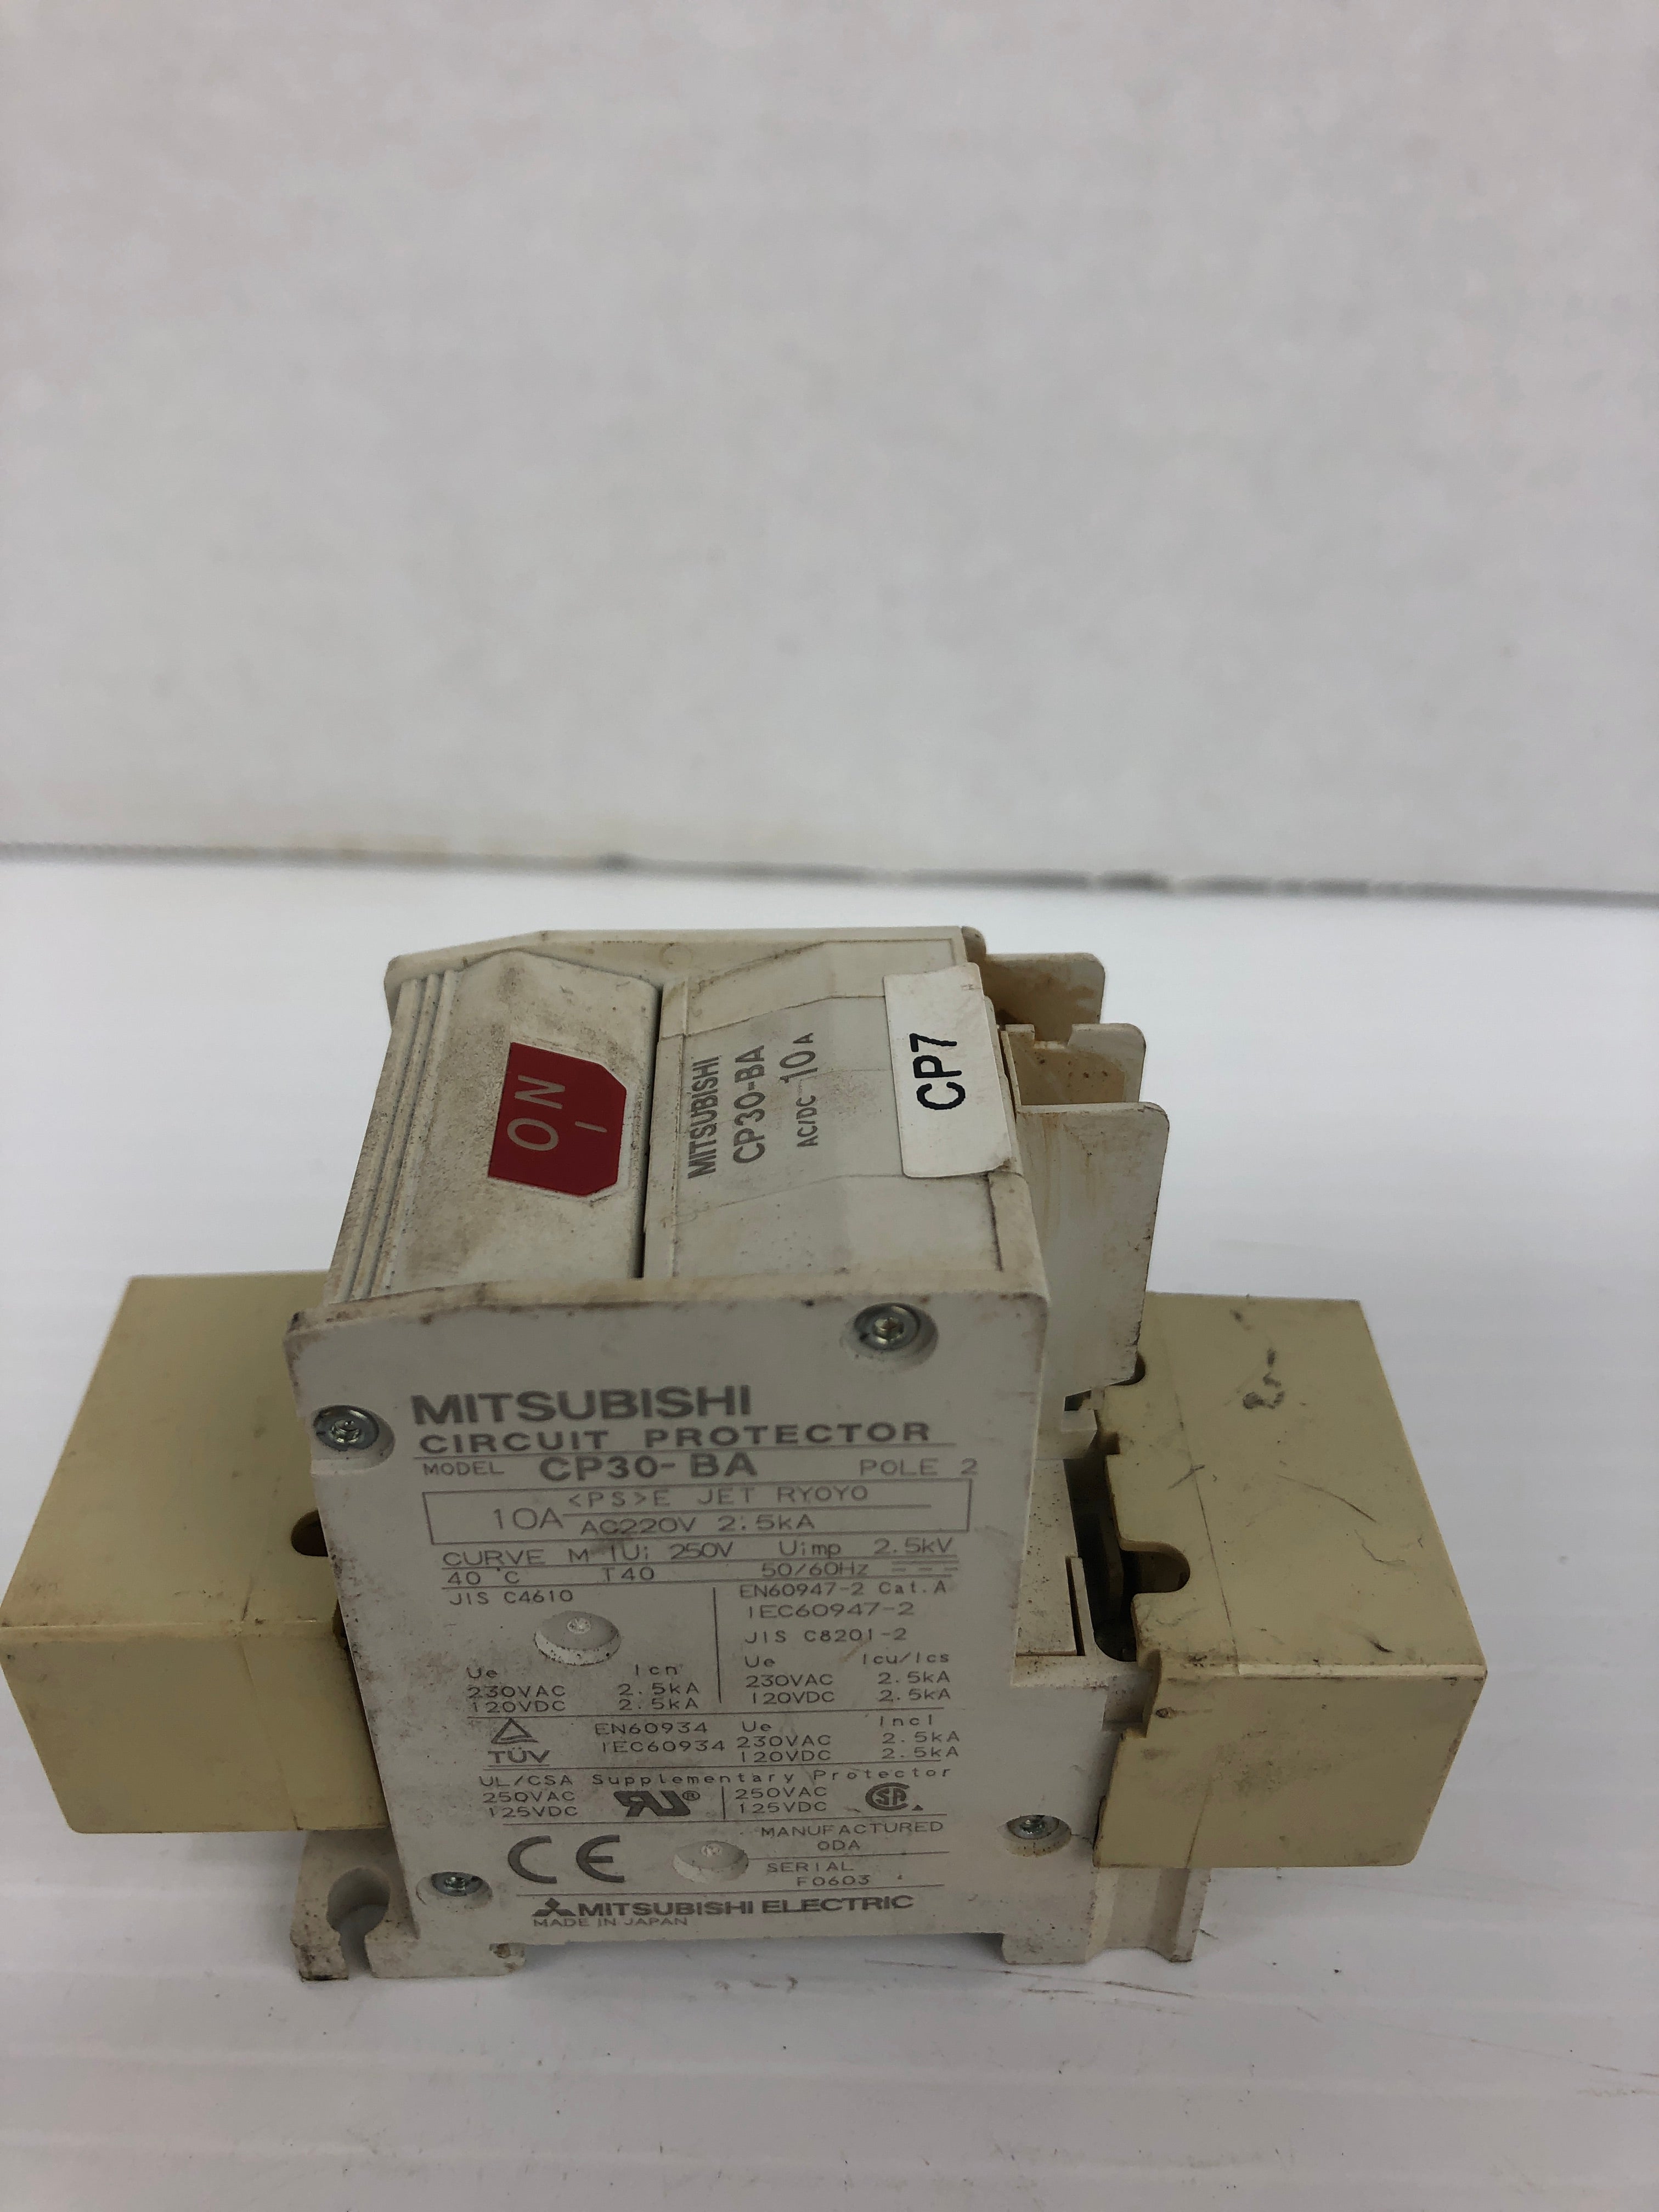 ON
I
MITSUBISHI
CP30-BA
AC/DC 10A
CP7
MITSUBISHI
CIRCUIT PROTECTOR
MODEL CP30-BA POLE 2
<PS>E JET RYOYO
10A AC220V 2.5kA
CURVE M Ui 250V Uimp 2.5kV
40°C T40 50/60Hz
JIS C4610
EN60947-2 Cat.A
IEC60947-2
JIS C8201-2
Ue Icn
230VAC 2.5kA
120VDC 2.5kA
Ue Icu/Ics
230VAC 2.5kA
120VDC 2.5kA
TÜV
EN60934
IEC60934
Ue Incl
230VAC 2.5kA
120VDC 2.5kA
UL/CSA Supplementary Protector
250VAC
125VDC
250VAC
125VDC
CE
MANUFACTURED
ODA
SERIAL
F0603
MITSUBISHI ELECTRIC
MADE IN JAPAN